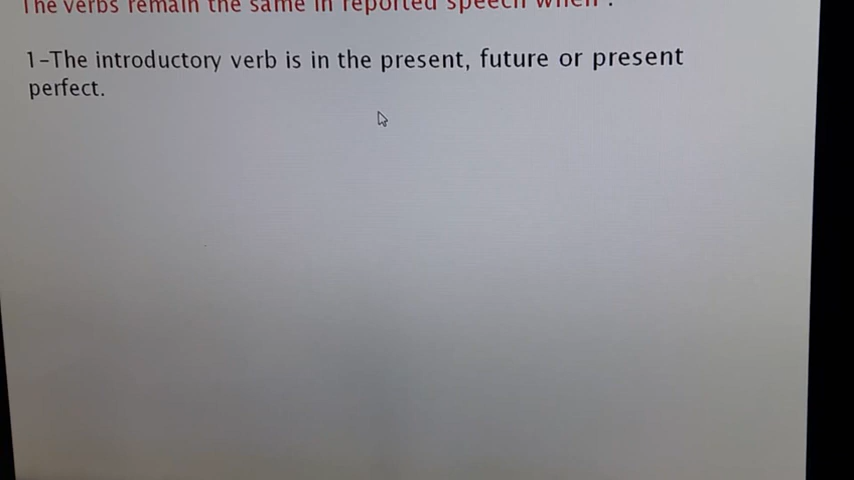 The verbs remain the same in reported speech when :
1-The introductory verb is in the present, future or present
perfect.